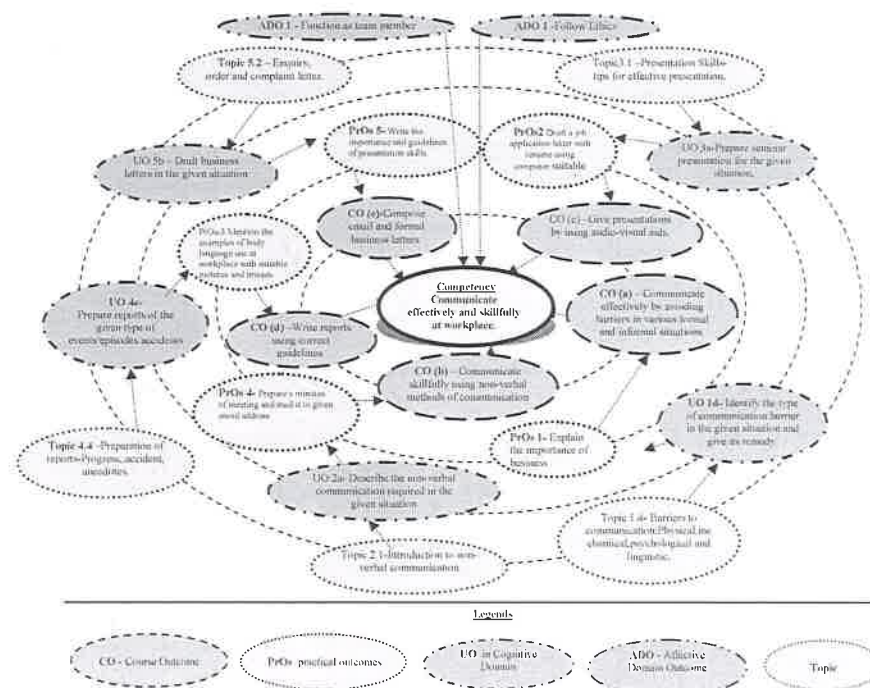 ADO 1 - Function as team member
ADO 1 -Follow Ethics
Topic 5.2 – Enquiry,
order and complaint letter.
Topic3.1 –Presentation Skills-
tips for effective presentation.
PrOs 5- Write the
importance and guidelines
of presentation skills.
PrOs2 Draft a job
application letter with
resume using
computer suitable
UO 5b – Draft business
letters in the given situation
UO 3a-Prepare seminar
presentation for the given
situation.
CO (e)-Compose
email and formal
business letters
CO (c) – Give presentations
by using audio-visual aids.
PrOs3 Mention the
examples of body
language use at
workplace with suitable
pictures and images
Competency
Communicate
effectively and skillfully
at workplace.
UO 4c-
Prepare reports of the
given type of
events/episodes/accidents
CO (d) –Write reports
using correct
guidelines
CO (a) – Communicate
effectively by avoiding
barriers in various formal
and informal situations
CO (b) – Communicate
skillfully using non-verbal
methods of communication
PrOs 4- Prepare
minutes
of meeting and mail it to given
email address
UO 1d- Identify the type
of communication barrier
in the given situation and
give its remedy
Topic 4.4 –Preparation of
reports-Progress, accident,
anecdotes.
PrOs 1- Explain
the importance of
business
UO 2a- Describe the non-verbal
communication required in the
given situation
Topic 1.4- Barriers to
communication:Physical,
chemical,psychological and
linguistic.
Topic 2.1-Introduction to non-
verbal communication
Legends
CO - Course Outcome
PrOs- practical outcomes
UO- in Cognitive
Domain
ADO - Affective
Domain Outcome
Topic